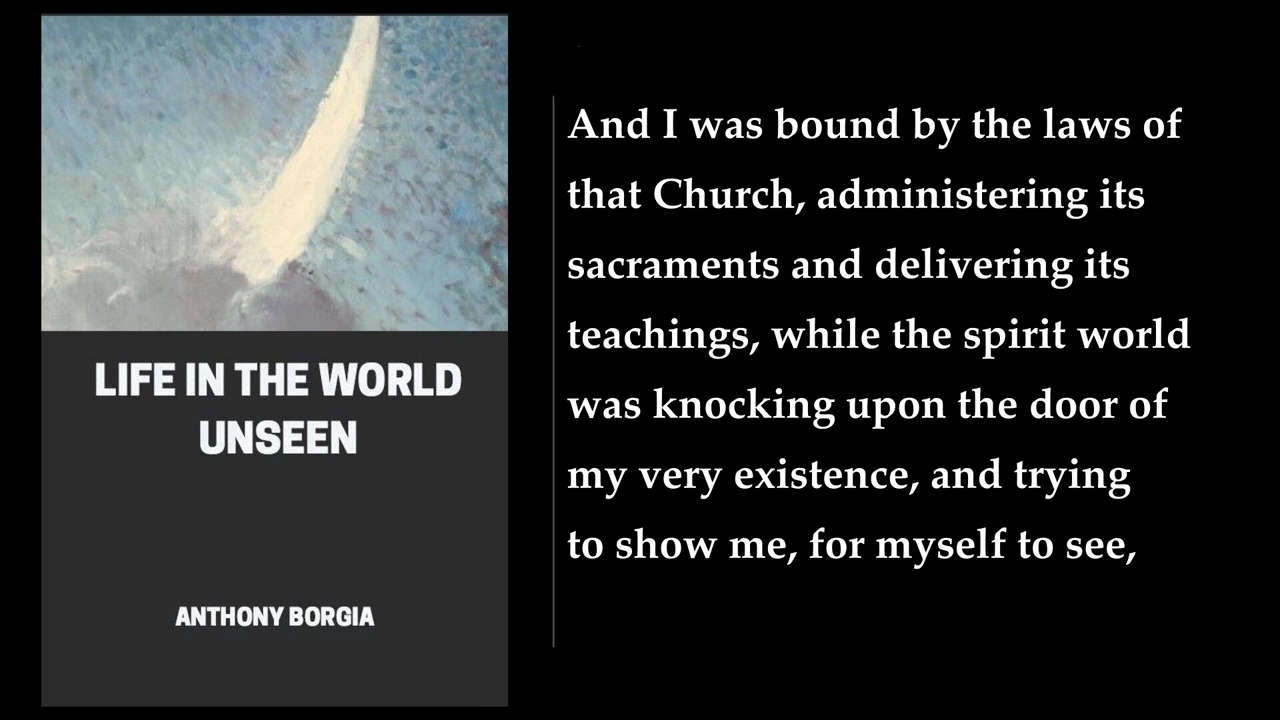 LIFE IN THE WORLD
UNSEEN
ANTHONY BORGIA
And I was bound by the laws of
that Church, administering its
sacraments and delivering its
teachings, while the spirit world
was knocking upon the door of
my very existence, and trying
to show me, for myself to see,